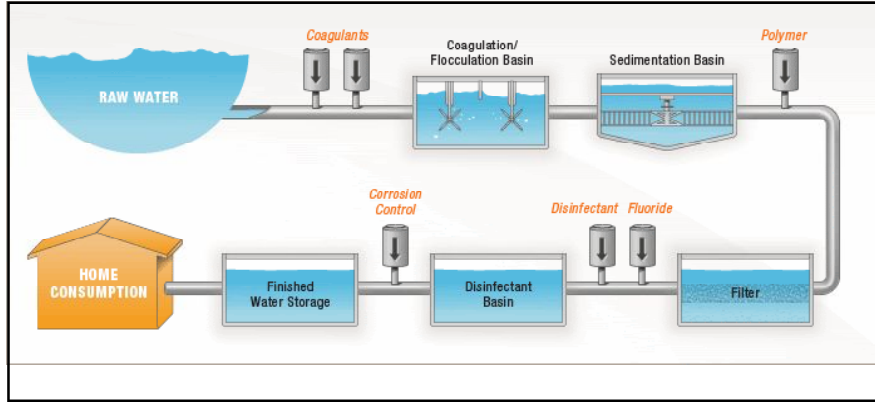 Coagulants
Coagulation/
Flocculation Basin
Sedimentation Basin
Polymer
RAW WATER
Corrosion
Control
Disinfectant
Fluoride
HOME
CONSUMPTION
Finished
Water Storage
Disinfectant
Basin
Filter